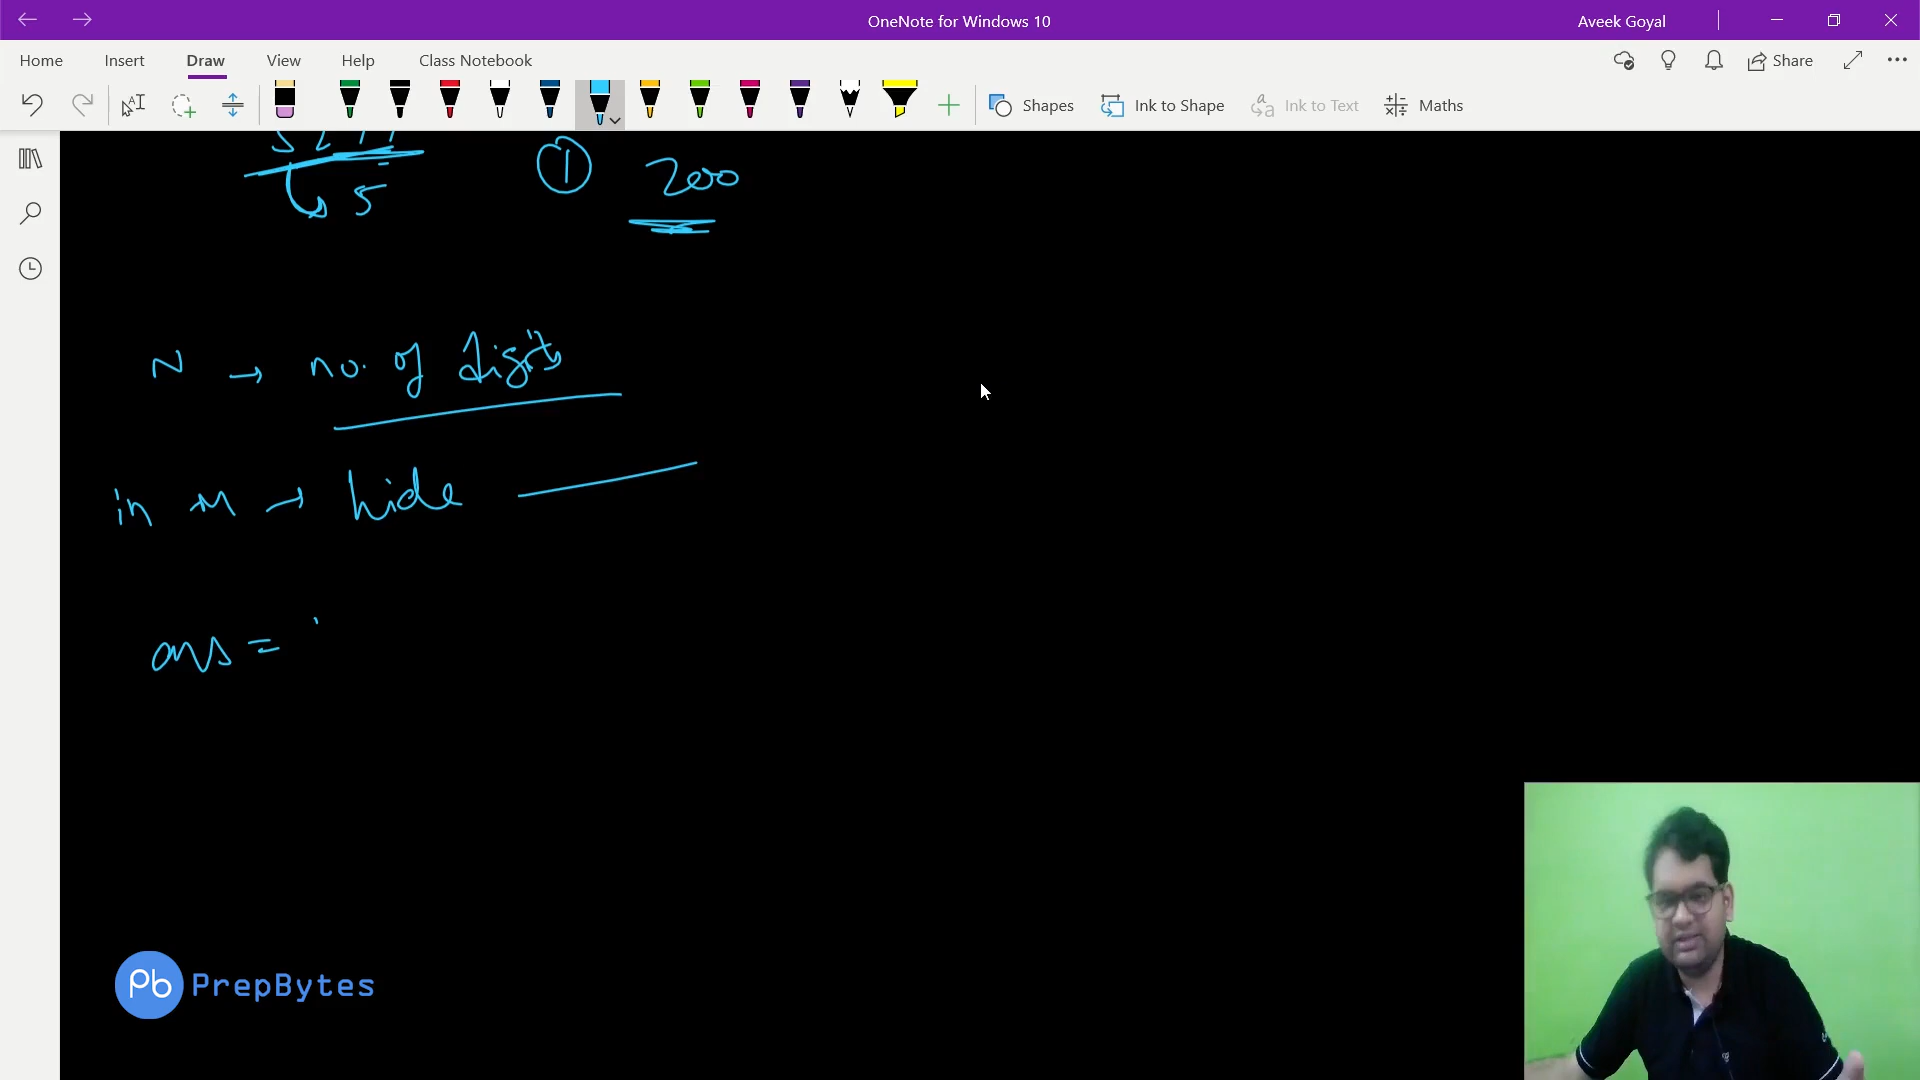 OneNote for Windows 10
Aveek Goyal
Home Insert Draw View Help Class Notebook
Share
Shapes Ink to Shape Ink to Text Maths
1 200
5
N → no. of digits
in M → hide
ans =
Pb PrepBytes